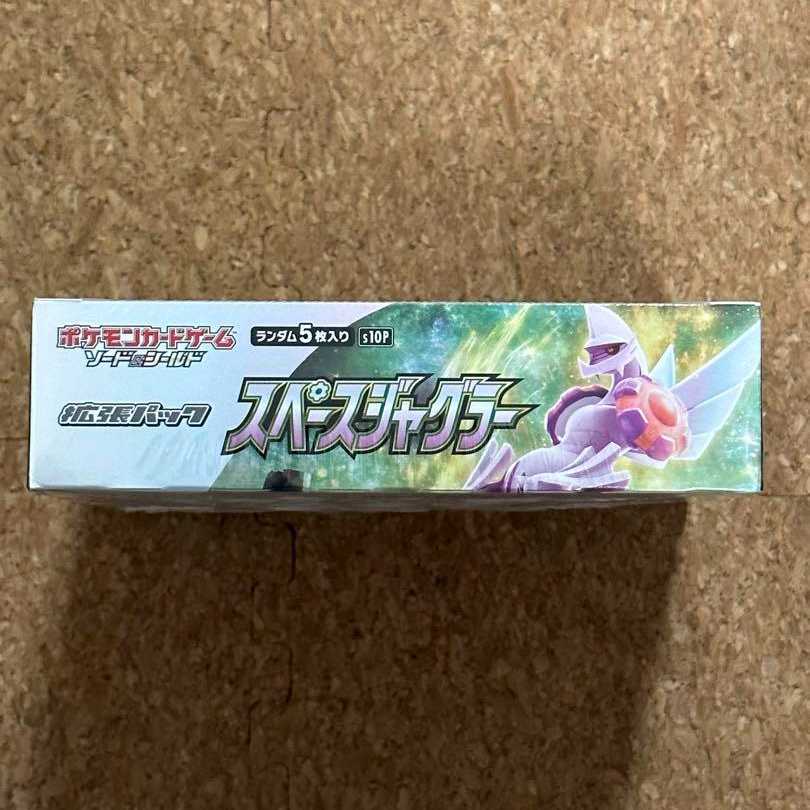 ポケモンカードゲーム
ソード&シールド
ランダム5枚入り s10P
拡張パック
スペースジャグラー